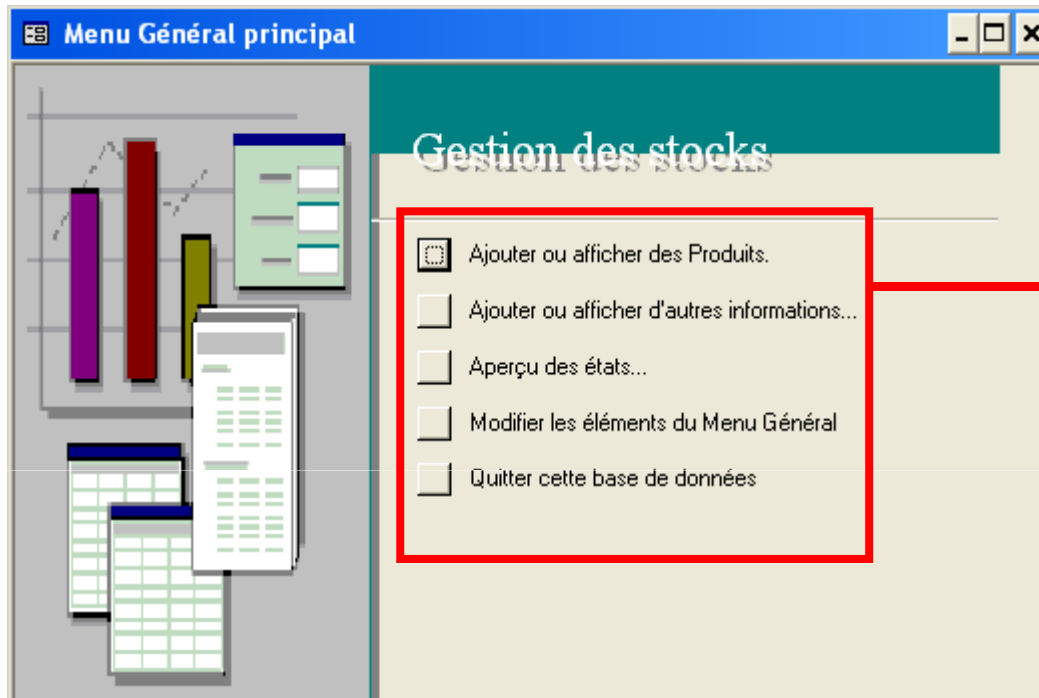 Menu Général principal
Gestion des stocks
Ajouter ou afficher des Produits.
Ajouter ou afficher d'autres informations...
Aperçu des états...
Modifier les éléments du Menu Général
Quitter cette base de données